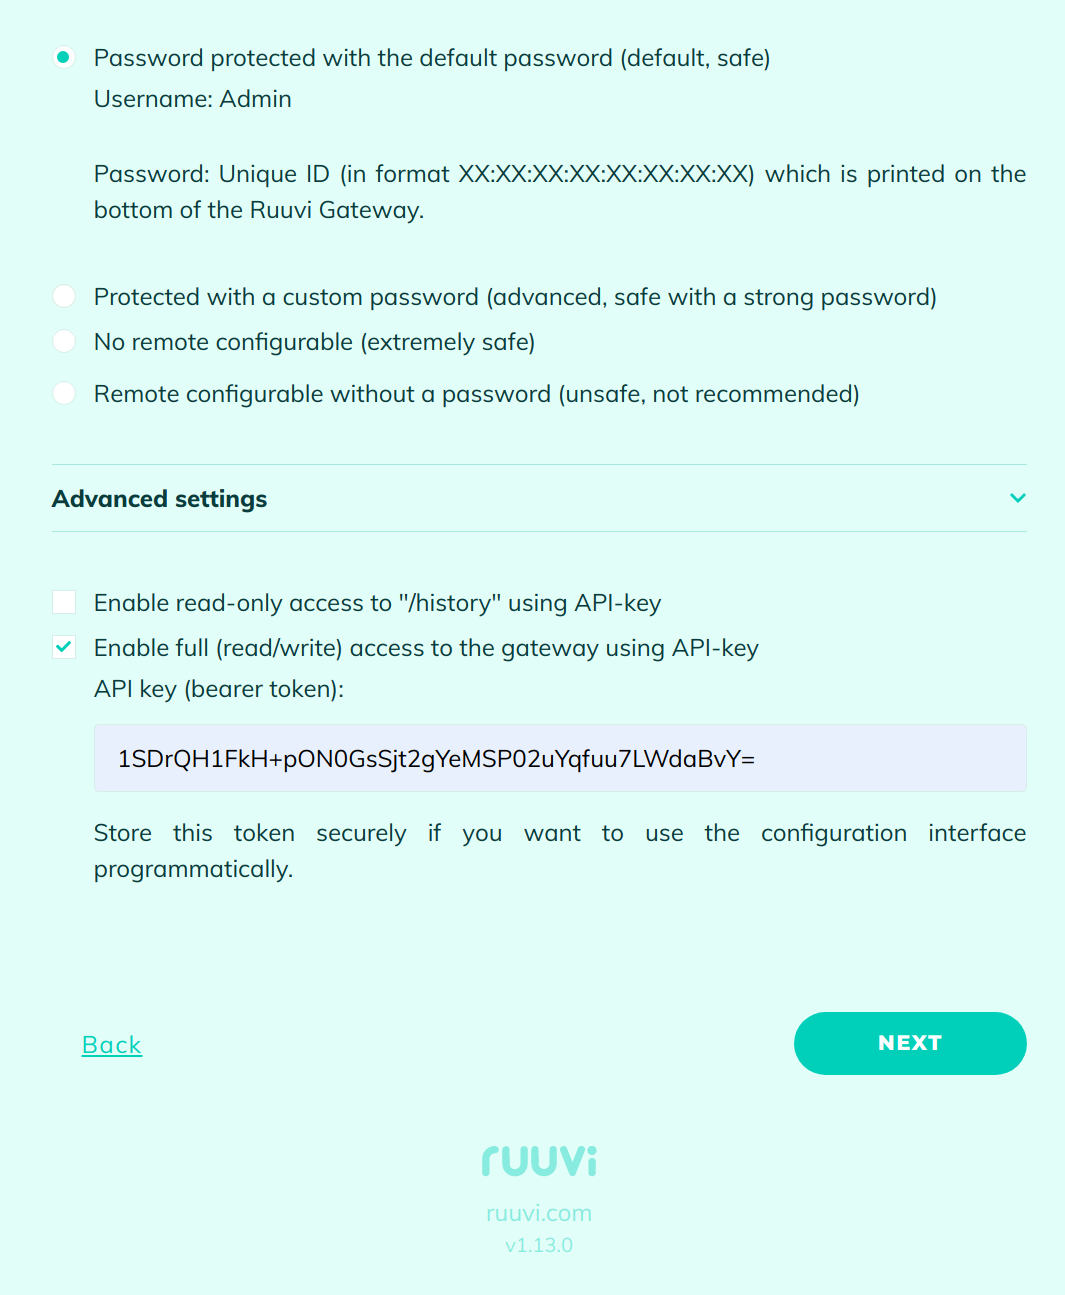 Password protected with the default password (default, safe)
Username: Admin
Password: Unique ID (in format XX:XX:XX:XX:XX:XX:XX:XX) which is printed on the
bottom of the Ruuvi Gateway.
Protected with a custom password (advanced, safe with a strong password)
No remote configurable (extremely safe)
Remote configurable without a password (unsafe, not recommended)
Advanced settings
Enable read-only access to "/history" using API-key
Enable full (read/write) access to the gateway using API-key
API key (bearer token):
1SDrQH1FkH+pON0GsSjt2gYeMSP02uYqfuu7LWdaBvY=
Store this token securely if you want to use the configuration interface
programmatically.
Back
NEXT
ruuvi
ruuvi.com
v1.13.0